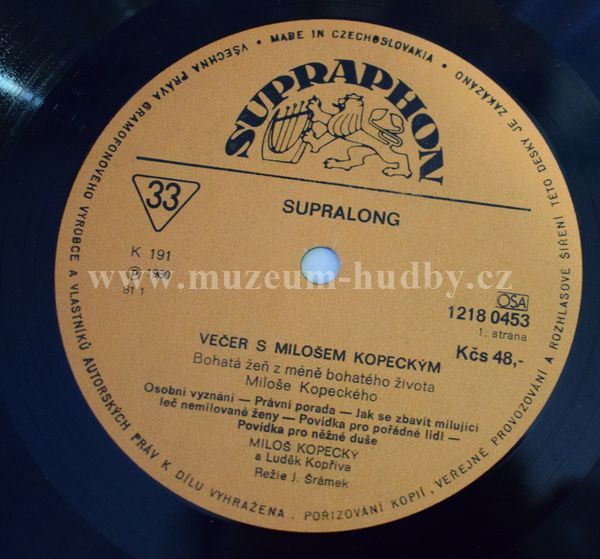 VŠECHNA PRÁVA GRAMOFONOVÉHO VÝROBCE A VLASTNÍKŮ AUTORSKÝCH PRÁV K DÍLU VYHRAŽENA. POŘIZOVÁNÍ KOPIÍ, VEŘEJNÉ PROVOZOVÁNÍ A ROZHLASOVÉ ŠÍŘENÍ TÉTO DESKY JE ZAKÁZÁNO • MADE IN CZECHOSLOVAKIA •
SUPRAPHON
33
SUPRALONG
K 191
Ⓟ 1980
81 1
www.muzeum-hudby.cz
OSA
1218 0453
1. strana
Kčs 48,-
VEČER S MILOŠEM KOPECKÝM
Bohatá žeň z méně bohatého života
Miloše Kopeckého
Osobní vyznání — Právní porada — Jak se zbavit milující
leč nemilované ženy — Povídka pro pořádné lidi —
Povídka pro něžné duše
MILOŠ KOPECKÝ
a Luděk Kopřiva
Režie J. Šrámek